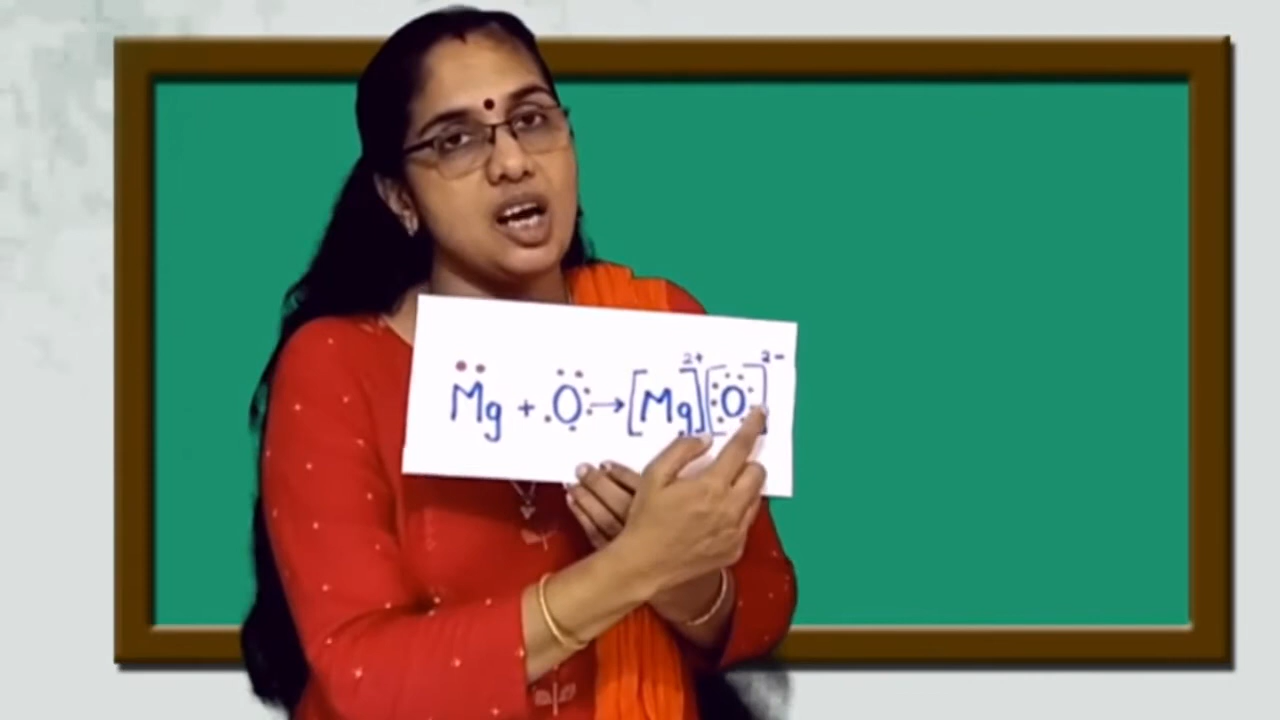 Mg + O → [Mg]²⁺ [O]²⁻